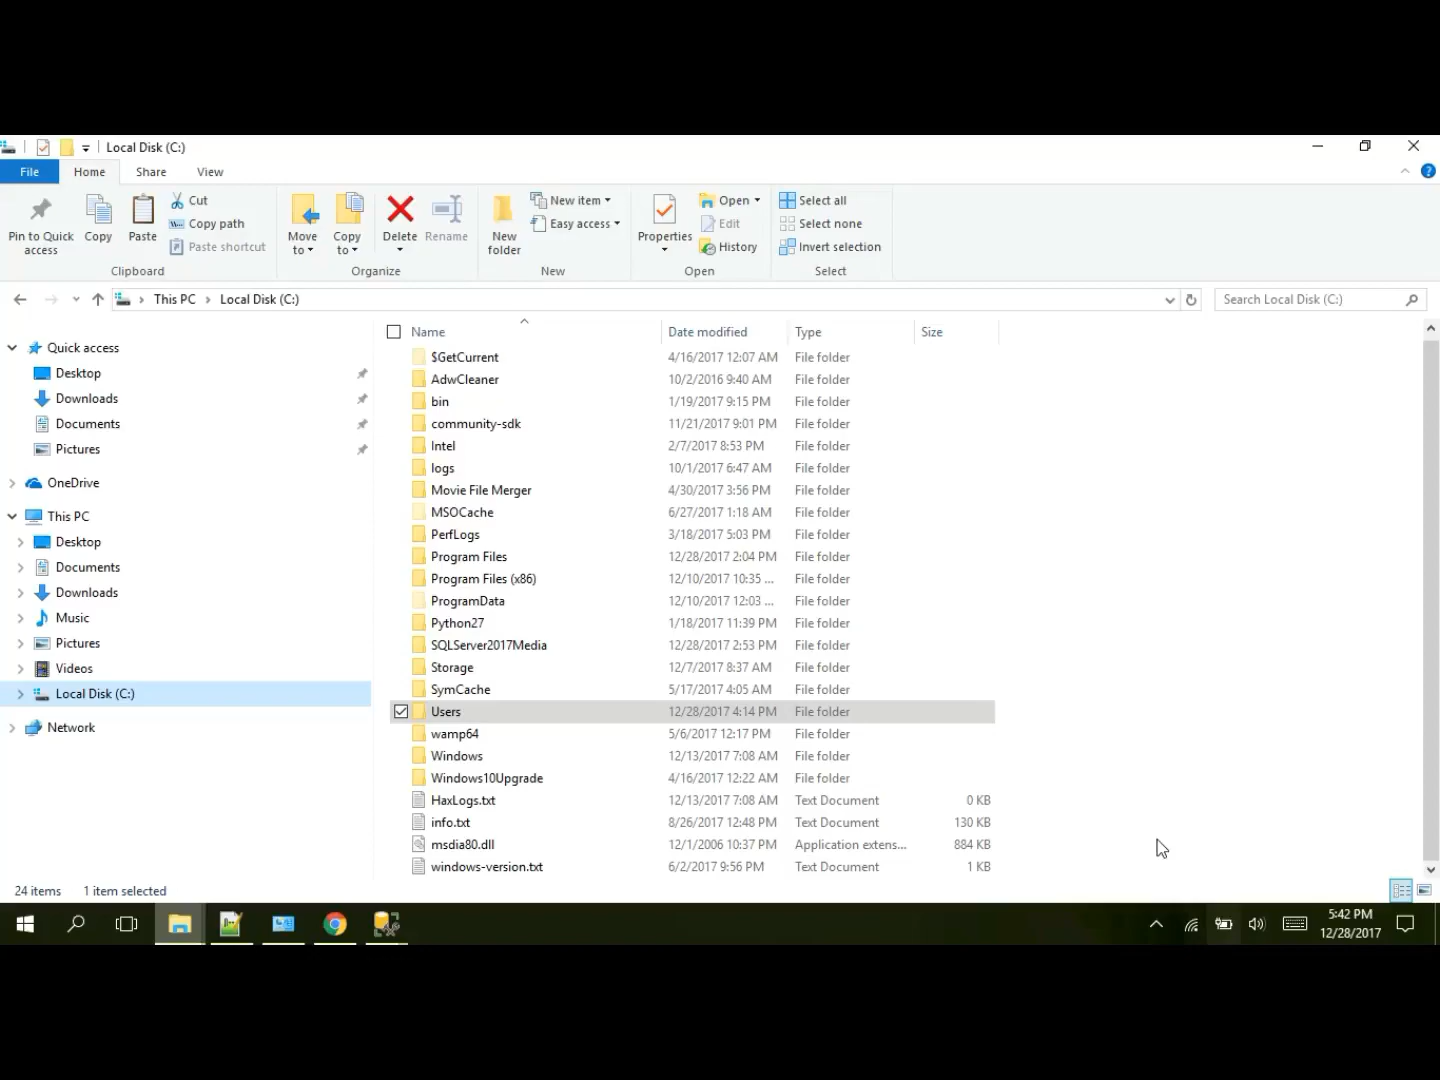 Local Disk (C:)
File Home Share View
Pin to Quick access
Copy
Paste
Cut
Copy path
Paste shortcut
Clipboard
Move to
Copy to
Delete
Rename
Organize
New folder
New item
Easy access
New
Properties
Open
Edit
History
Open
Select all
Select none
Invert selection
Select
This PC Local Disk (C:)
Search Local Disk (C:)
Quick access
Desktop
Downloads
Documents
Pictures
OneDrive
This PC
Desktop
Documents
Downloads
Music
Pictures
Videos
Local Disk (C:)
Network
Name Date modified Type Size
$GetCurrent 4/16/2017 12:07 AM File folder
AdwCleaner 10/2/2016 9:40 AM File folder
bin 1/19/2017 9:15 PM File folder
community-sdk 11/21/2017 9:01 PM File folder
Intel 2/7/2017 8:53 PM File folder
logs 10/1/2017 6:47 AM File folder
Movie File Merger 4/30/2017 3:56 PM File folder
MSOCache 6/27/2017 1:18 AM File folder
PerfLogs 3/18/2017 5:03 PM File folder
Program Files 12/28/2017 2:04 PM File folder
Program Files (x86) 12/10/2017 10:35 ... File folder
ProgramData 12/10/2017 12:03 ... File folder
Python27 1/18/2017 11:39 PM File folder
SQLServer2017Media 12/28/2017 2:53 PM File folder
Storage 12/7/2017 8:37 AM File folder
SymCache 5/17/2017 4:05 AM File folder
Users 12/28/2017 4:14 PM File folder
wamp64 5/6/2017 12:17 PM File folder
Windows 12/13/2017 7:08 AM File folder
Windows10Upgrade 4/16/2017 12:22 AM File folder
HaxLogs.txt 12/13/2017 7:08 AM Text Document 0 KB
info.txt 8/26/2017 12:48 PM Text Document 130 KB
msdia80.dll 12/1/2006 10:37 PM Application extens... 884 KB
windows-version.txt 6/2/2017 9:56 PM Text Document 1 KB
24 items 1 item selected
5:42 PM
12/28/2017